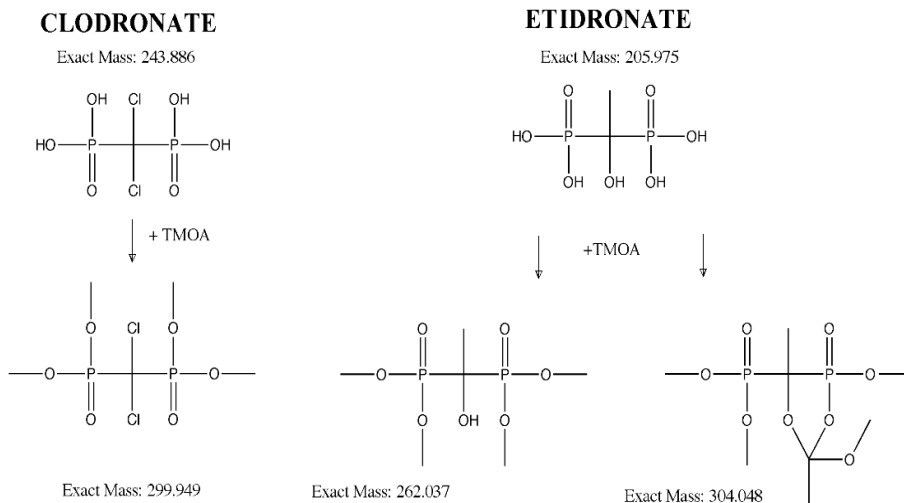 CLODRONATE
Exact Mass: 243.886
OH Cl OH
HO P P OH
O Cl O
+ TMOA
O Cl O
O P P O
O Cl O
Exact Mass: 299.949
ETIDRONATE
Exact Mass: 205.975
O O
HO P P OH
OH OH OH
+TMOA
O O
O P P O
O OH O
Exact Mass: 262.037
O O
O P P O
O O O
O
Exact Mass: 304.048